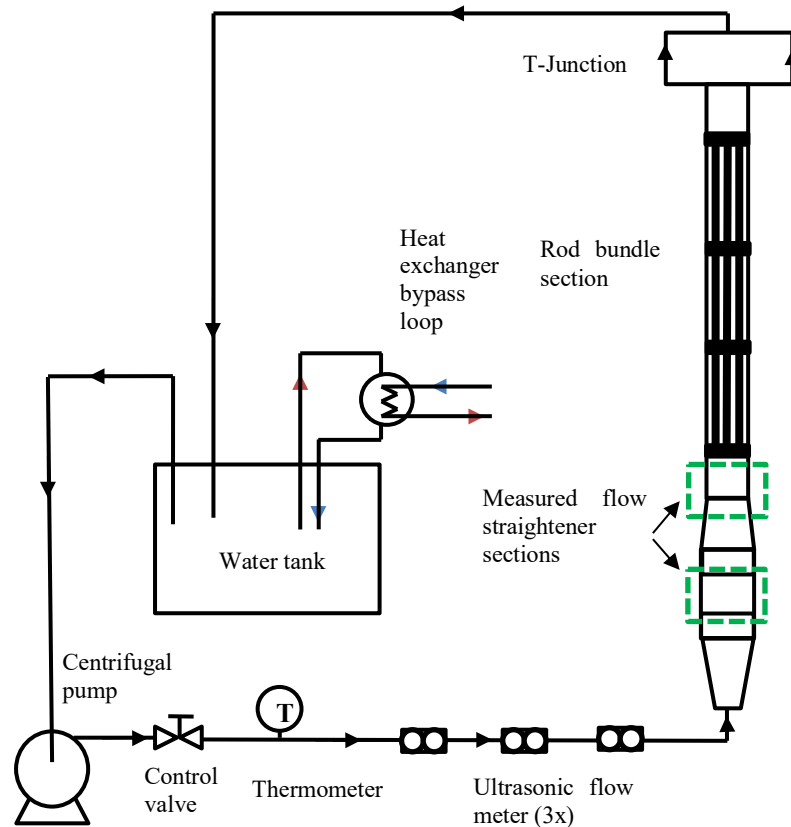 T-Junction
Heat
exchanger
bypass
loop
Rod bundle
section
Measured flow
straightener
sections
Water tank
Centrifugal
pump
T
Control
valve
Thermometer
Ultrasonic flow
meter (3x)